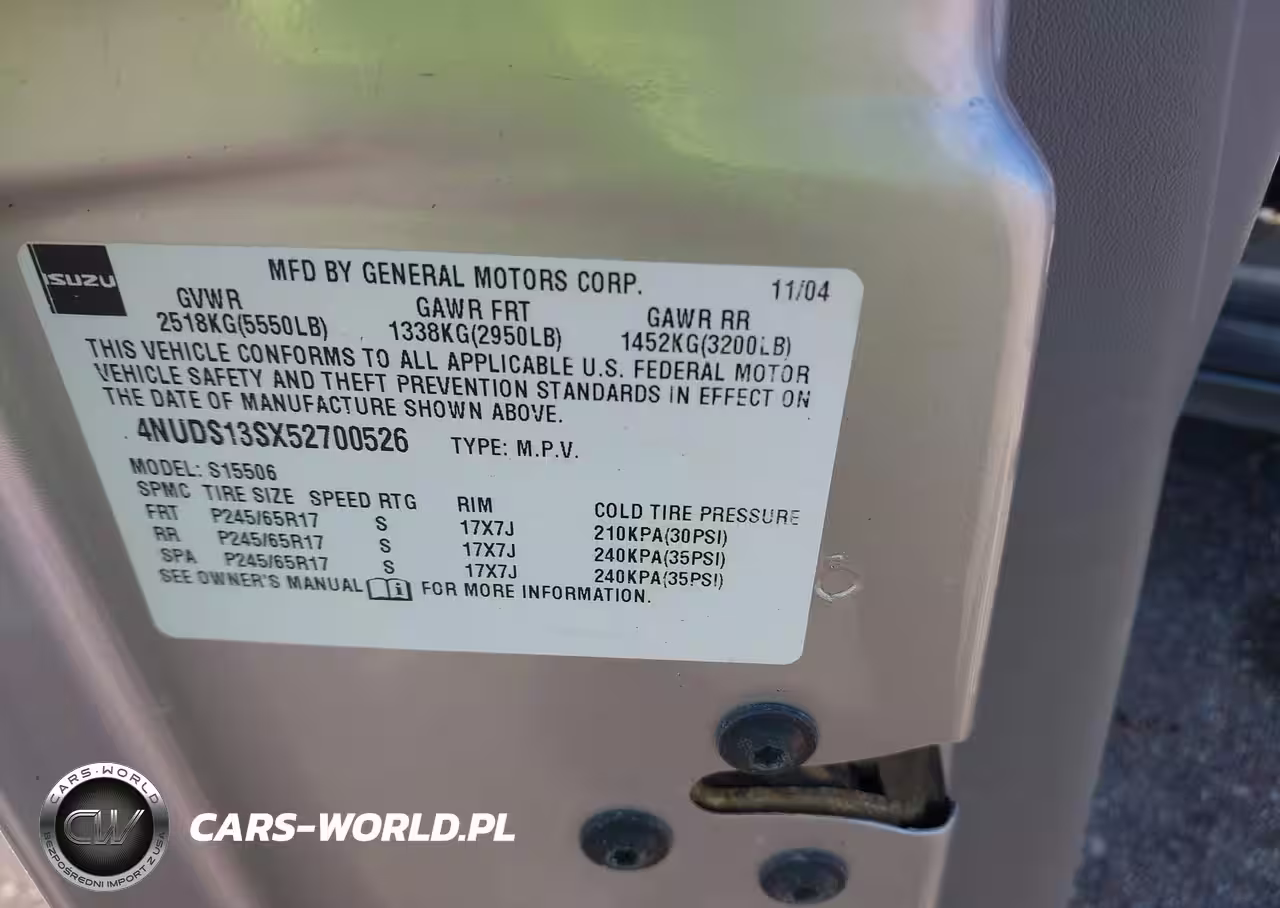 ISUZU
MFD BY GENERAL MOTORS CORP. 11/04
GVWR GAWR FRT GAWR RR
2518KG(5550LB) 1338KG(2950LB) 1452KG(3200LB)
THIS VEHICLE CONFORMS TO ALL APPLICABLE U.S. FEDERAL MOTOR
VEHICLE SAFETY AND THEFT PREVENTION STANDARDS IN EFFECT ON
THE DATE OF MANUFACTURE SHOWN ABOVE.
4NUDS13SX52700526 TYPE: M.P.V.
MODEL: S15506
SPMC TIRE SIZE SPEED RTG RIM COLD TIRE PRESSURE
FRT P245/65R17 S 17X7J 210KPA(30PSI)
RR P245/65R17 S 17X7J 240KPA(35PSI)
SPA P245/65R17 S 17X7J 240KPA(35PSI)
SEE OWNER'S MANUAL FOR MORE INFORMATION.
CARS-WORLD
CW
BEZPOŚREDNI IMPORT Z USA
CARS-WORLD.PL